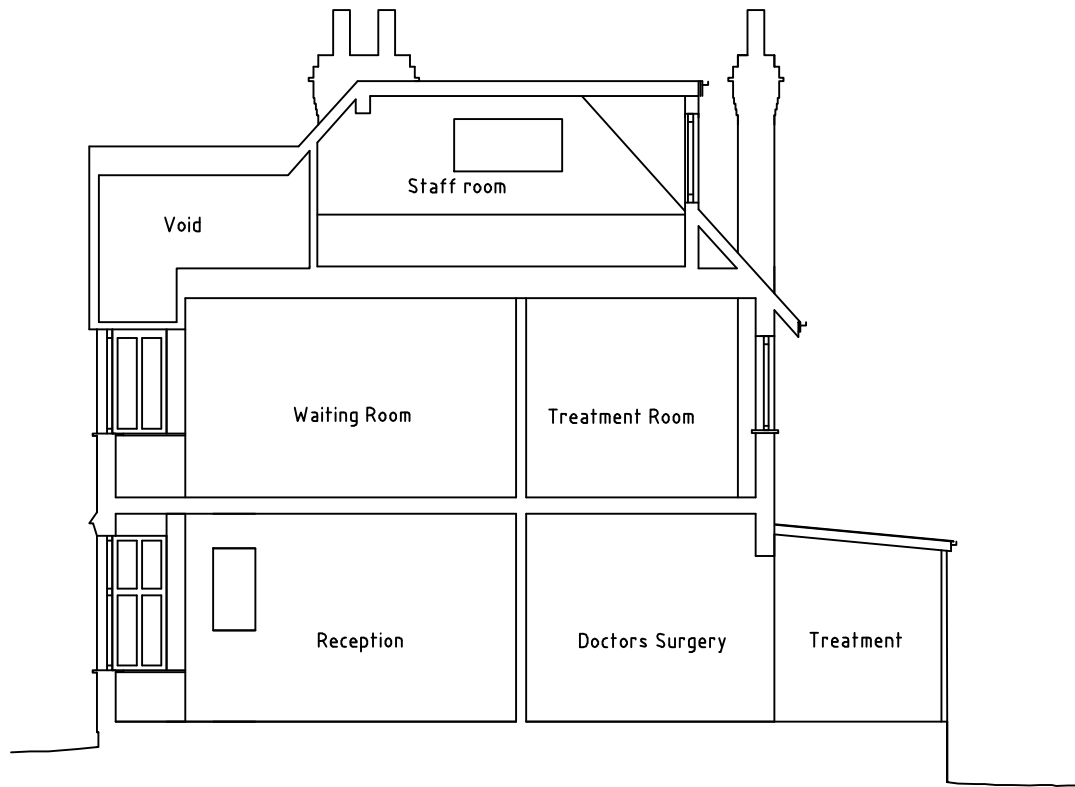 Staff room
Void
Waiting Room
Treatment Room
Reception
Doctors Surgery
Treatment